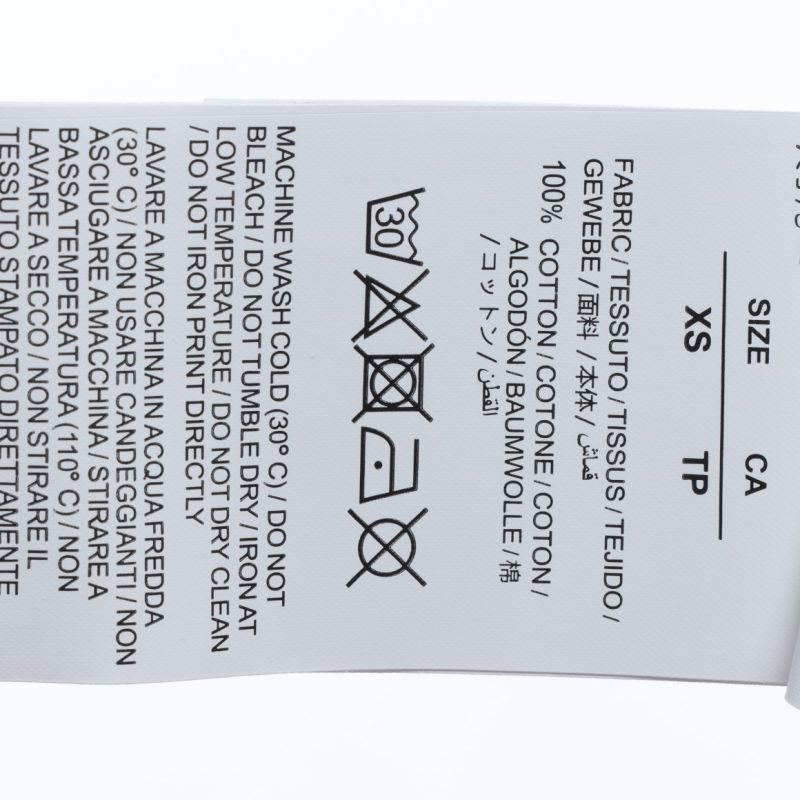 SIZE CA
XS TP
FABRIC / TESSUTO / TISSUS / TEJIDO /
GEWEBE / 面料 / 本体 / قماش
100% COTTON / COTONE / COTON /
ALGODÓN / BAUMWOLLE / 棉
/ コットン / القطن
30
MACHINE WASH COLD (30° C) / DO NOT
BLEACH / DO NOT TUMBLE DRY / IRON AT
LOW TEMPERATURE / DO NOT DRY CLEAN
/ DO NOT IRON PRINT DIRECTLY
LAVARE A MACCHINA IN ACQUA FREDDA
(30° C) / NON USARE CANDEGGIANTI / NON
ASCIUGARE A MACCHINA / STIRARE A
BASSA TEMPERATURA (110° C) / NON
LAVARE A SECCO / NON STIRARE IL
TESSUTO STAMPATO DIRETTAMENTE